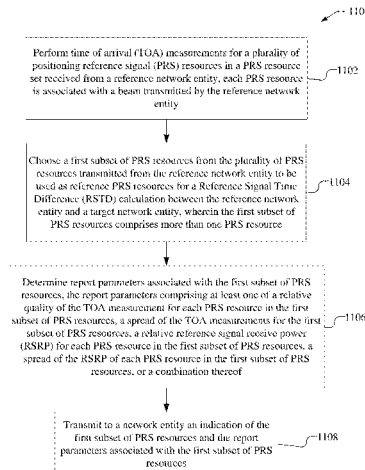 110
Perform time of arrival (TOA) measurements for a plurality of
positioning reference signal (PRS) resources in a PRS resource
set received from a reference network entity, each PRS resource
is associated with a beam transmitted by the reference network
entity
1102
Choose a first subset of PRS resources from the plurality of PRS
resources transmitted from the reference network entity to
be used as reference PRS resources for a Reference Signal Time
Difference (RSTD) calculation between the reference network
entity and a target network entity, wherein the first subset of
PRS resources comprises more than one PRS resource
1104
Determine report parameters associated with the first subset of PRS
resources, the report parameters comprising at least one of a relative
quality of the TOA measurement for each PRS resource in the first
subset of PRS resources, a spread of the TOA measurements for the first
subset of PRS resources, a relative reference signal receive power
(RSRP) for each PRS resource in the first subset of PRS resources, a
spread of the RSRP of each PRS resource in the first subset of PRS
resources, or a combination thereof
1106
Transmit to a network entity an indication of
the first subset of PRS resources and the report
parameters associated with the first subset of PRS
resources
1108